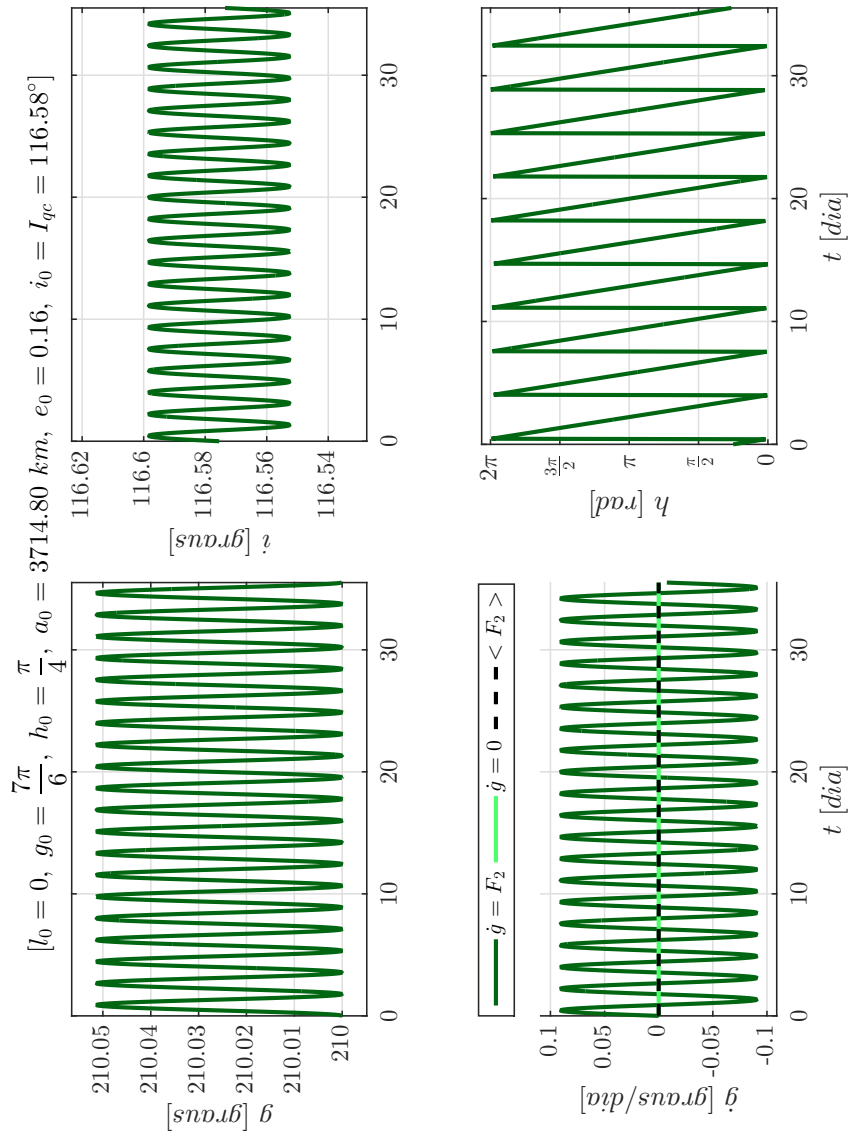 [l₀ = 0, g₀ = 7π/6, h₀ = π/4, a₀ = 3714.80 km, e₀ = 0.16, i₀ = I_qc = 116.58°]
g [graus]
210.05
210.04
210.03
210.02
210.01
210
0 10 20 30
i [graus]
116.62
116.6
116.58
116.56
116.54
0 10 20 30
ġ = F₂ ġ = 0 < F₂ >
ġ [graus/dia]
0.1
0.05
0
-0.05
-0.1
0 10 20 30
t [dia]
h [rad]
2π
3π/2
π
π/2
0
0 10 20 30
t [dia]